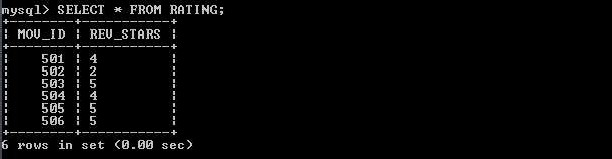 mysql> SELECT * FROM RATING;
+--------+-----------+
| MOV_ID | REV_STARS |
+--------+-----------+
|    501 | 4         |
|    502 | 2         |
|    503 | 5         |
|    504 | 4         |
|    505 | 5         |
|    506 | 5         |
+--------+-----------+
6 rows in set (0.00 sec)